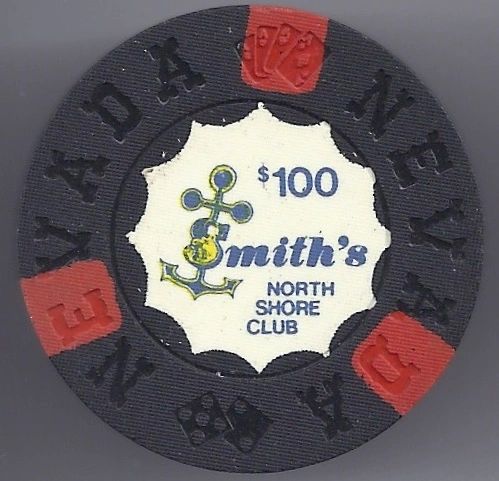 NEVADA
NEVADA
$100
Smith's
NORTH
SHORE
CLUB